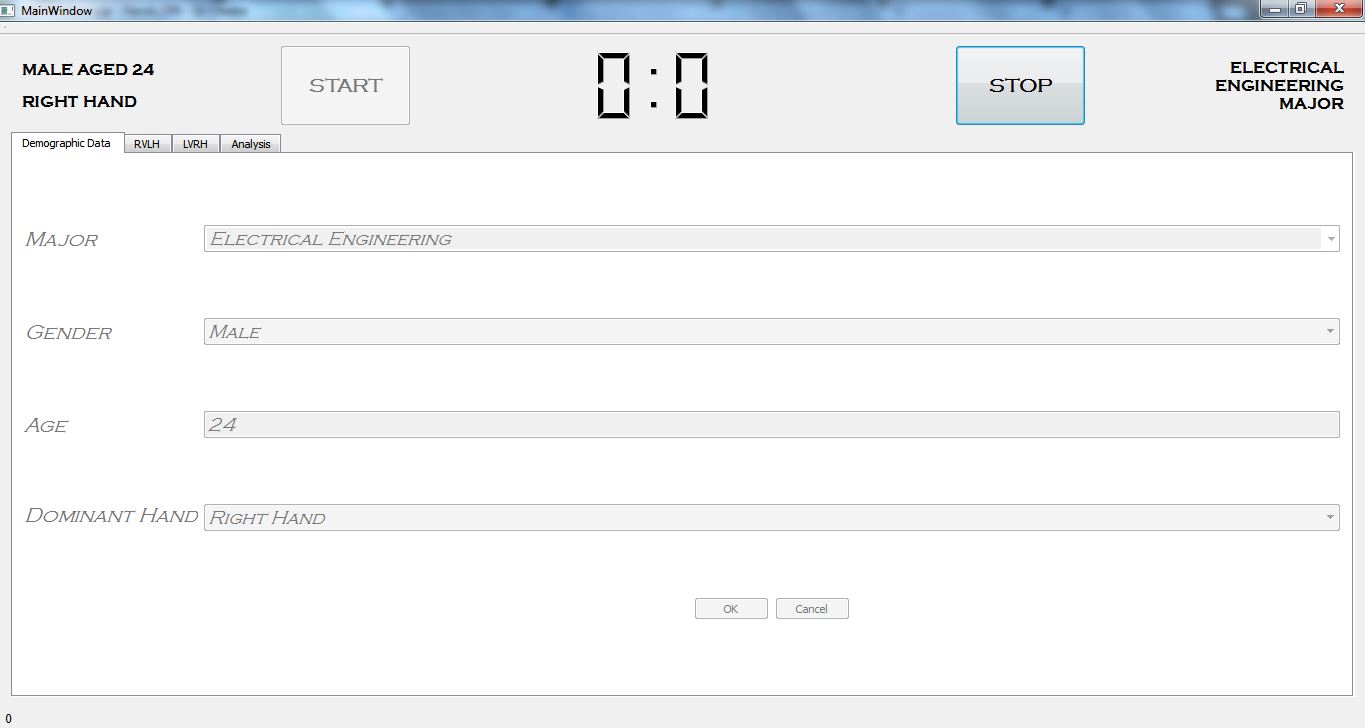 MainWindow
MALE AGED 24
RIGHT HAND
START
0:0
STOP
ELECTRICAL
ENGINEERING
MAJOR
Demographic Data RVLH LVRH Analysis
MAJOR ELECTRICAL ENGINEERING
GENDER MALE
AGE 24
DOMINANT HAND RIGHT HAND
OK Cancel
0